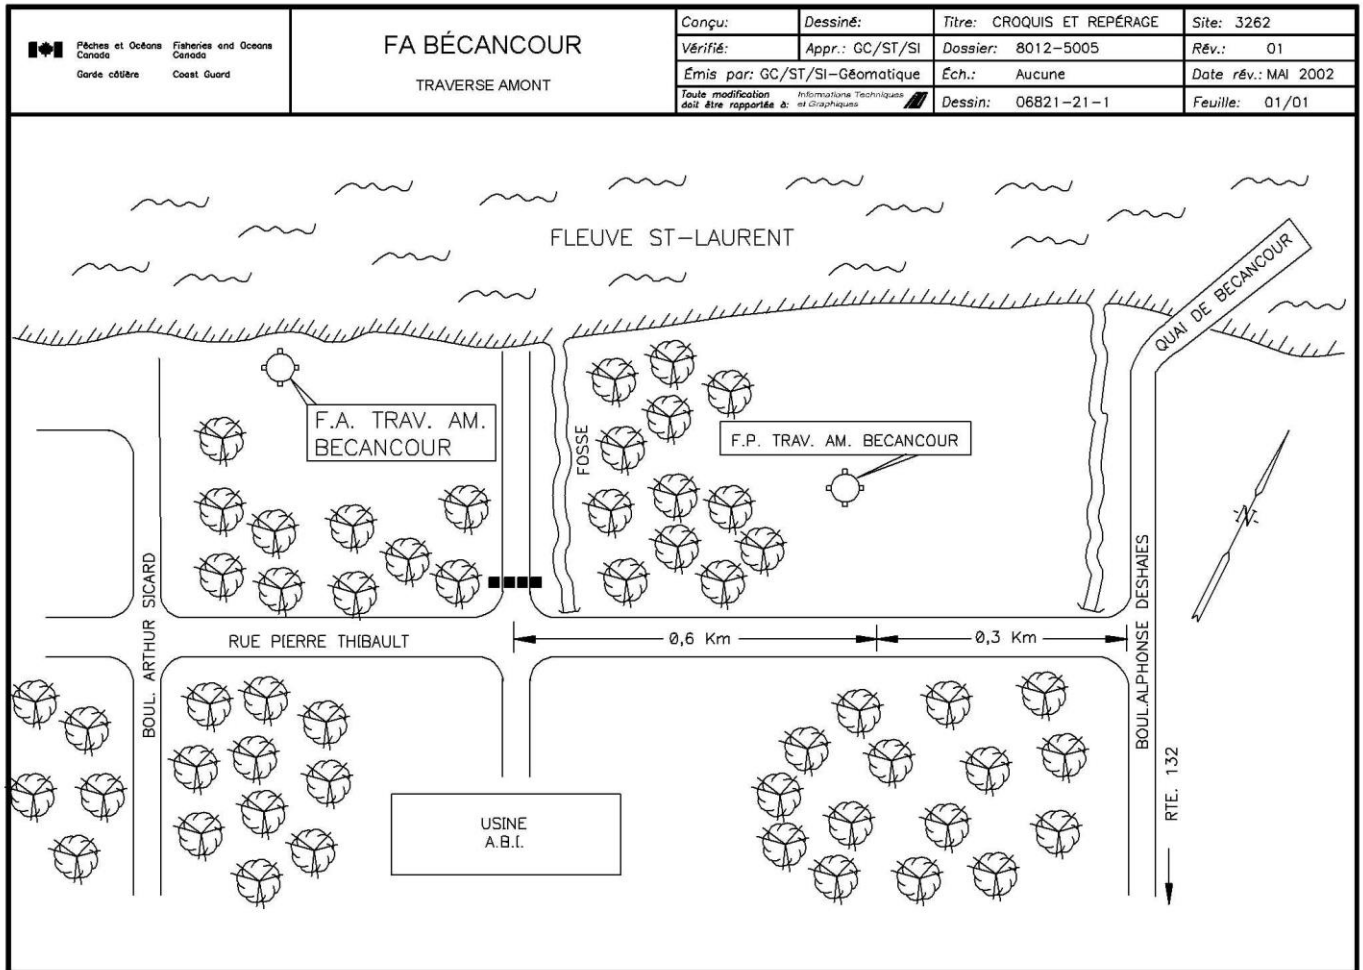 Pêches et Océans
Canada
Fisheries and Oceans
Canada
Garde côtière
Coast Guard
FA BÉCANCOUR
TRAVERSE AMONT
Conçu:
Dessiné:
Titre: CROQUIS ET REPÉRAGE
Site: 3262
Vérifié:
Appr.: GC/ST/SI
Dossier: 8012-5005
Rév.: 01
Émis par: GC/ST/SI-Géomatique
Éch.: Aucune
Date rév.: MAI 2002
Toute modification
doit être rapportée à:
Informations Techniques
et Graphiques
Dessin: 06821-21-1
Feuille: 01/01
FLEUVE ST-LAURENT
QUAI DE BECANCOUR
F.A. TRAV. AM.
BECANCOUR
FOSSE
F.P. TRAV. AM. BECANCOUR
N
BOUL. ARTHUR SICARD
RUE PIERRE THIBAULT
0,6 Km
0,3 Km
BOUL.ALPHONSE DESHAIES
RTE. 132
USINE
A.B.I.